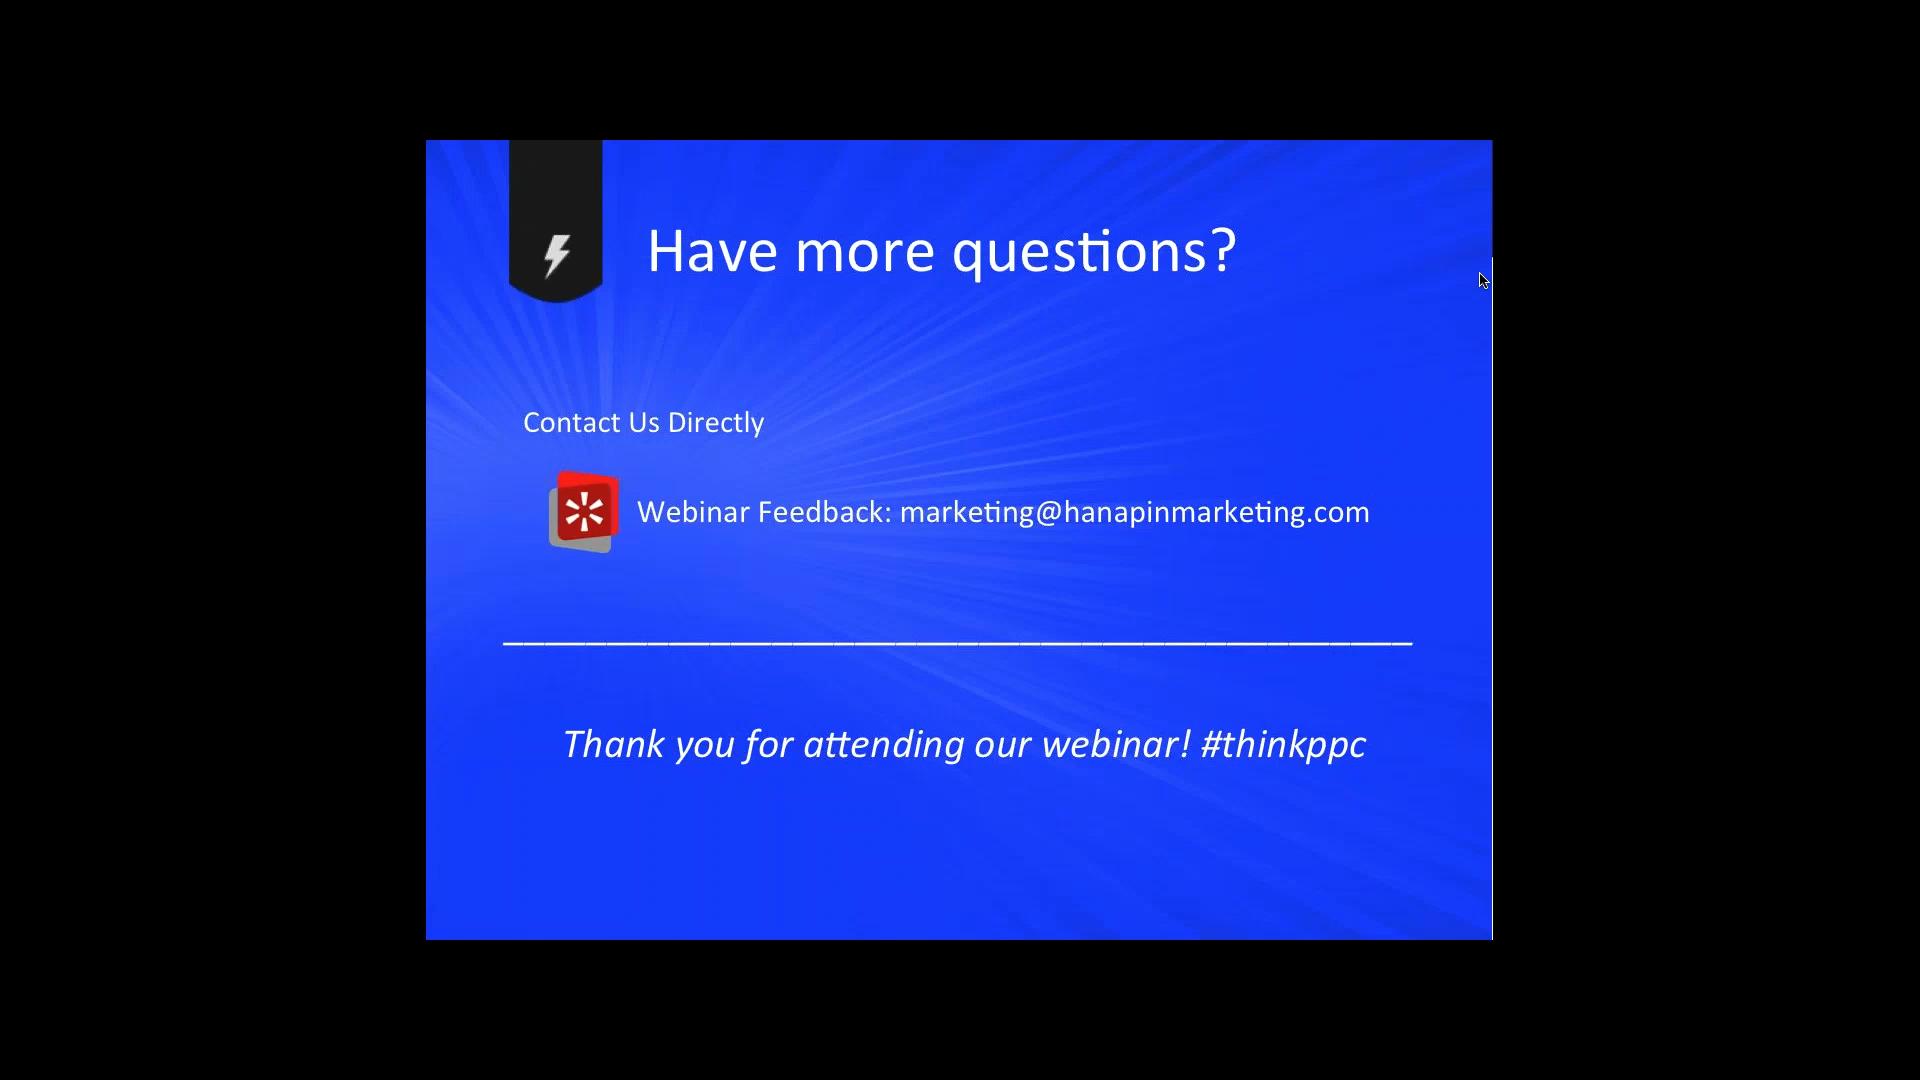 Have more questions?
Contact Us Directly
Webinar Feedback: marketing@hanapinmarketing.com
Thank you for attending our webinar! #thinkppc